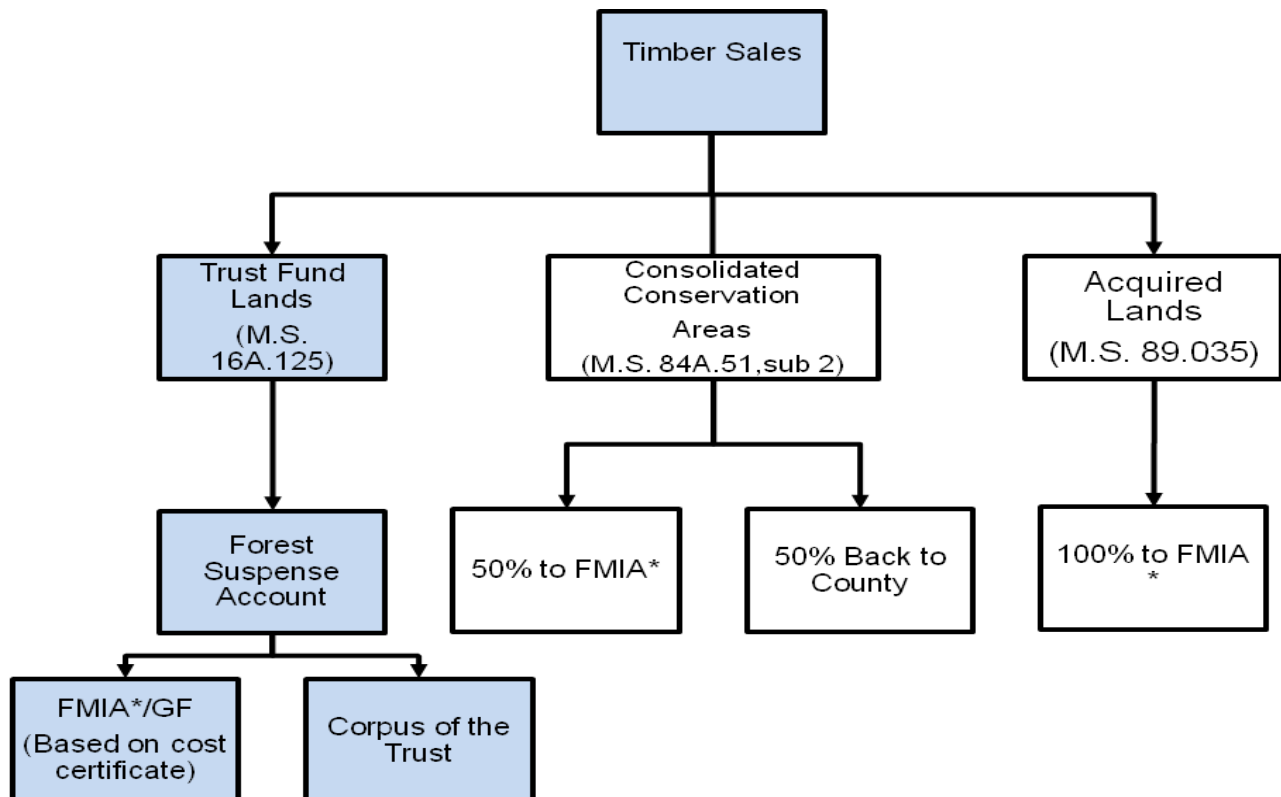 Timber Sales
Trust Fund
Lands
(M.S.
16A.125)
Consolidated
Conservation
Areas
(M.S. 84A.51,sub 2)
Acquired
Lands
(M.S. 89.035)
Forest
Suspense
Account
50% to FMIA*
50% Back to
County
100% to FMIA
*
FMIA*/GF
(Based on cost
certificate)
Corpus of the
Trust